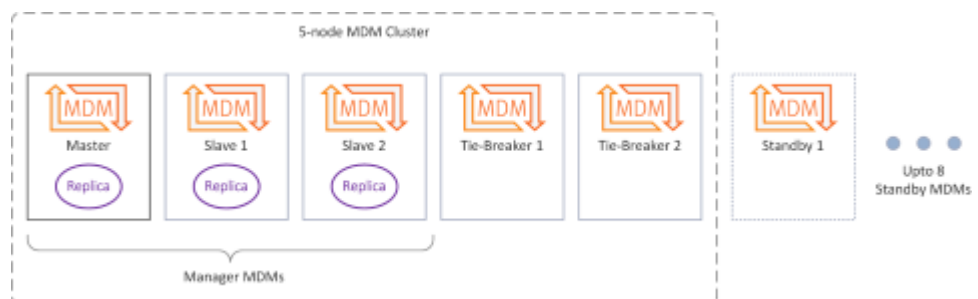 5-node MDM Cluster
MDM
MDM
MDM
MDM
MDM
MDM
Master
Slave 1
Slave 2
Tie-Breaker 1
Tie-Breaker 2
Standby 1
Replica
Replica
Replica
Upto 8
Standby MDMs
Manager MDMs